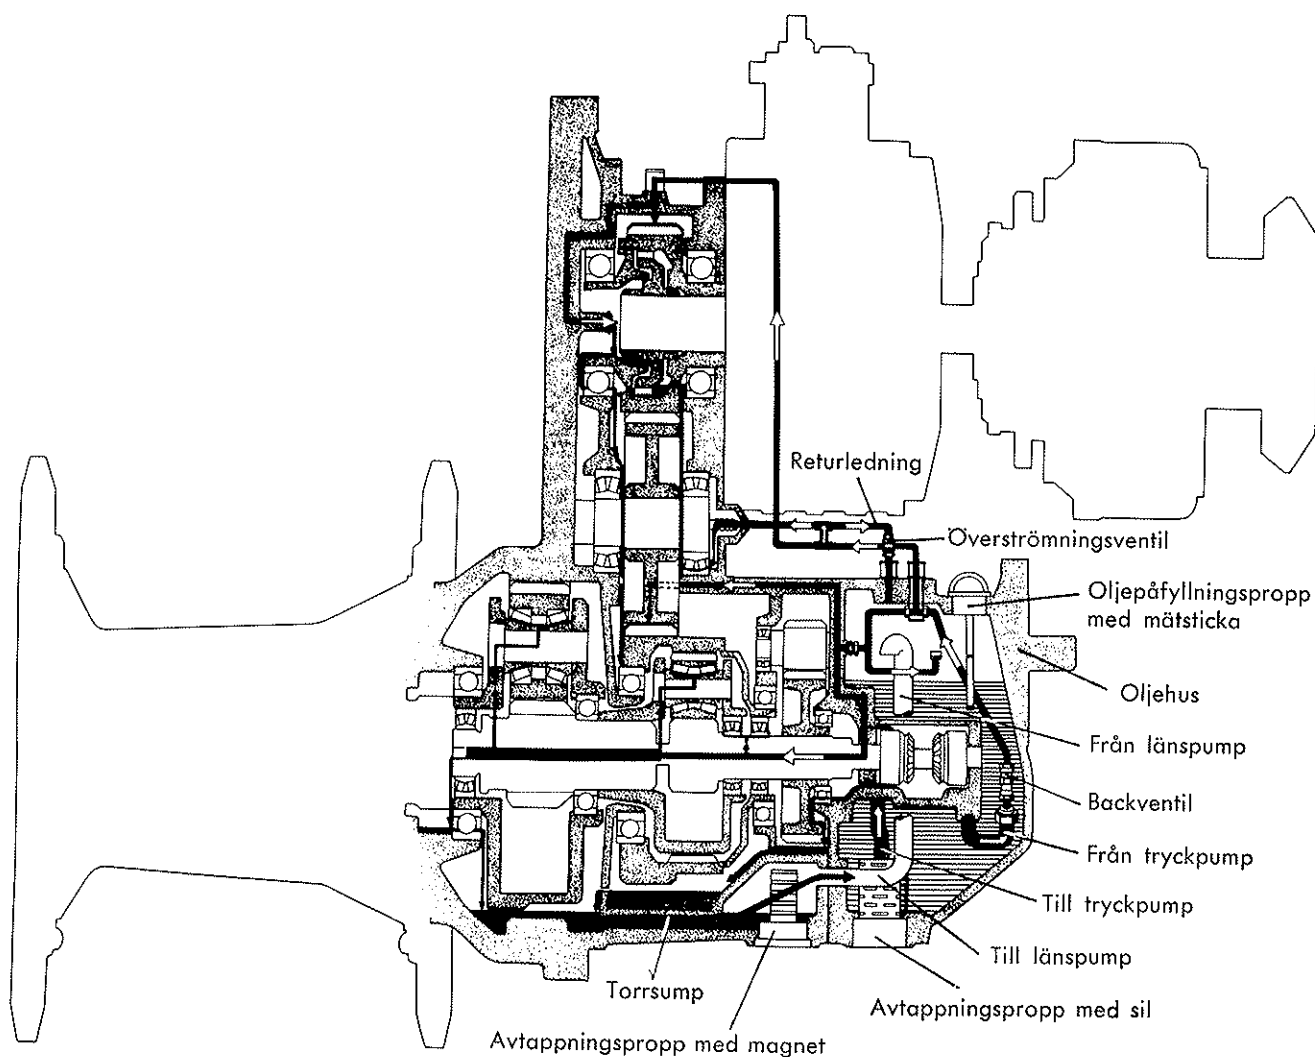 Returledning
Överströmningsventil
Oljepåfyllningspropp
med mätsticka
Oljehus
Från länspump
Backventil
Från tryckpump
Till tryckpump
Till länspump
Torrsump
Avtappningspropp med sil
Avtappningspropp med magnet